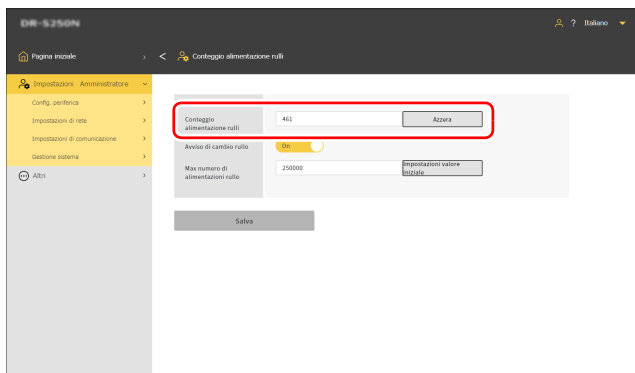 DR-S250N
? Italiano
Pagina iniziale
Conteggio alimentazione rulli
Impostazioni Amministratore
Config. periferica
Impostazioni di rete
Impostazioni di comunicazione
Gestione sistema
Altri
Conteggio
alimentazione rulli
461
Azzera
Avviso di cambio rullo
On
Max numero di
alimentazioni rullo
250000
Impostazioni valore
iniziale
Salva